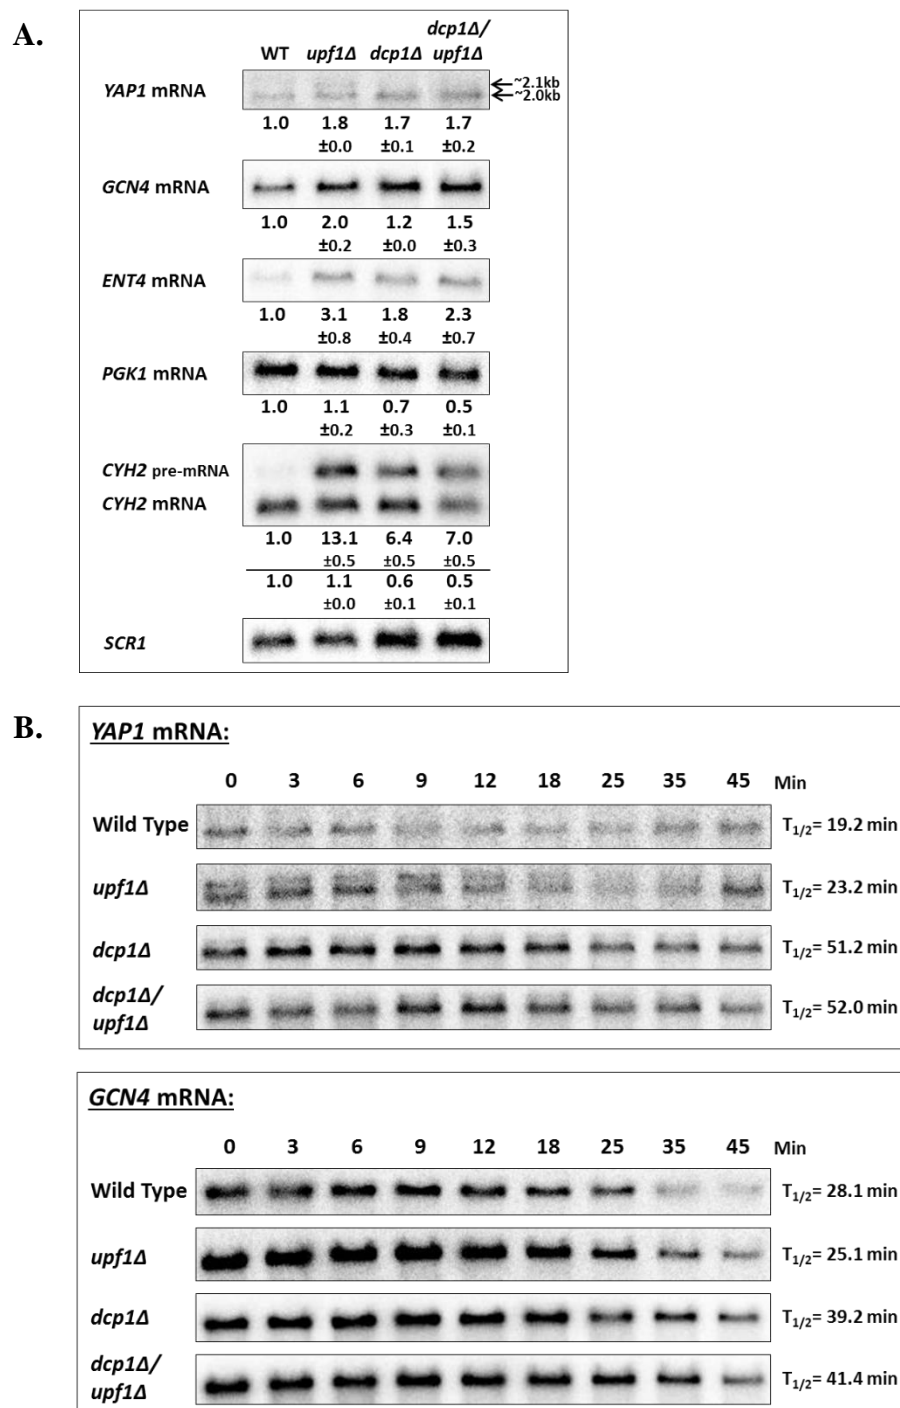 A.
WT upf1Δ dcp1Δ dcp1Δ/ upf1Δ
YAP1 mRNA
~2.1kb
~2.0kb
1.0 1.8 1.7 1.7
±0.0 ±0.1 ±0.2
GCN4 mRNA
1.0 2.0 1.2 1.5
±0.2 ±0.0 ±0.3
ENT4 mRNA
1.0 3.1 1.8 2.3
±0.8 ±0.4 ±0.7
PGK1 mRNA
1.0 1.1 0.7 0.5
±0.2 ±0.3 ±0.1
CYH2 pre-mRNA
CYH2 mRNA
1.0 13.1 6.4 7.0
±0.5 ±0.5 ±0.5
1.0 1.1 0.6 0.5
±0.0 ±0.1 ±0.1
SCR1
B.
YAP1 mRNA:
0 3 6 9 12 18 25 35 45 Min
Wild Type T1/2= 19.2 min
upf1Δ T1/2= 23.2 min
dcp1Δ T1/2= 51.2 min
dcp1Δ/
upf1Δ T1/2= 52.0 min
GCN4 mRNA:
0 3 6 9 12 18 25 35 45 Min
Wild Type T1/2= 28.1 min
upf1Δ T1/2= 25.1 min
dcp1Δ T1/2= 39.2 min
dcp1Δ/
upf1Δ T1/2= 41.4 min